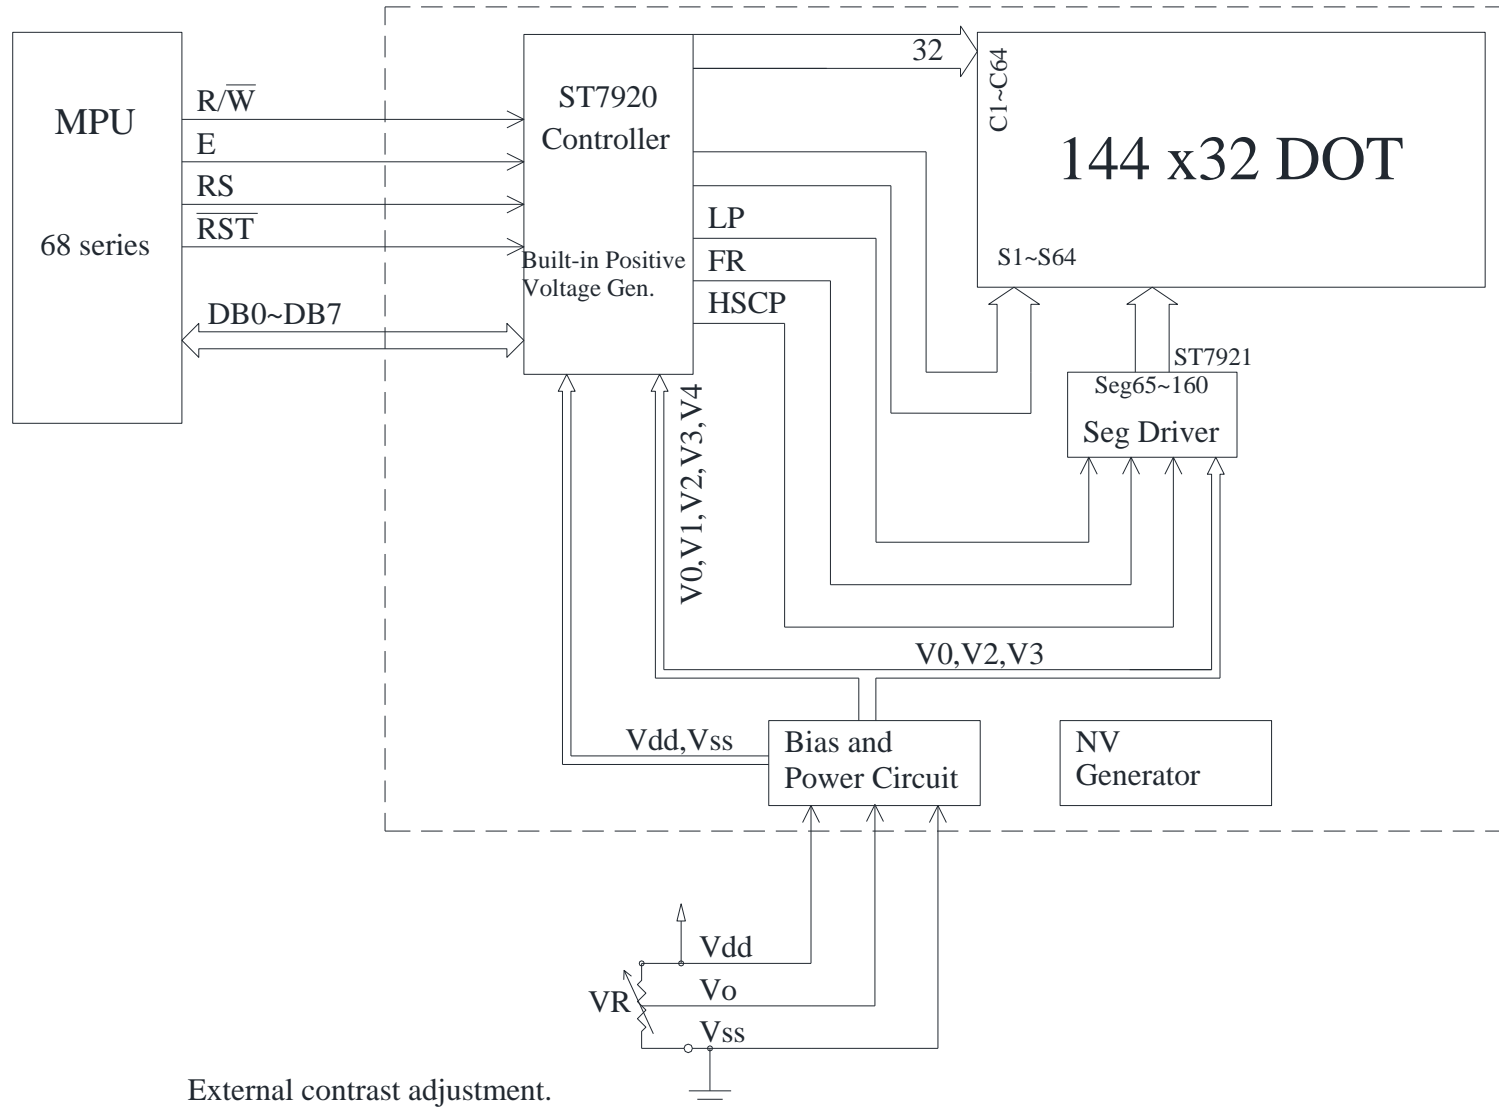 MPU
68 series
R/W̅
E
RS
R̅S̅T̅
DB0~DB7
ST7920
Controller
Built-in Positive
Voltage Gen.
32
C1~C64
144 x32 DOT
S1~S64
LP
FR
HSCP
ST7921
Seg65~160
Seg Driver
V0,V1,V2,V3,V4
V0,V2,V3
Vdd,Vss
Bias and
Power Circuit
NV
Generator
Vdd
VR
Vo
Vss
External contrast adjustment.